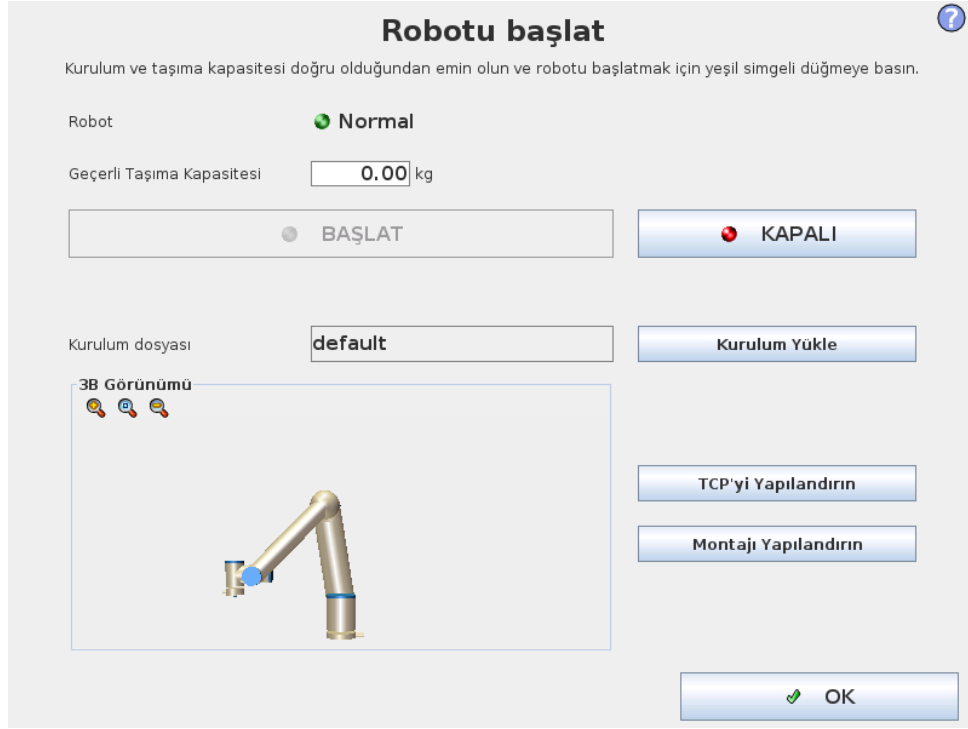 Robotu başlat
?
Kurulum ve taşıma kapasitesi doğru olduğundan emin olun ve robotu başlatmak için yeşil simgeli düğmeye basın.
Robot
Normal
Geçerli Taşıma Kapasitesi
0.00 kg
BAŞLAT
KAPALI
Kurulum dosyası
default
Kurulum Yükle
3B Görünümü
TCP'yi Yapılandırın
Montajı Yapılandırın
OK